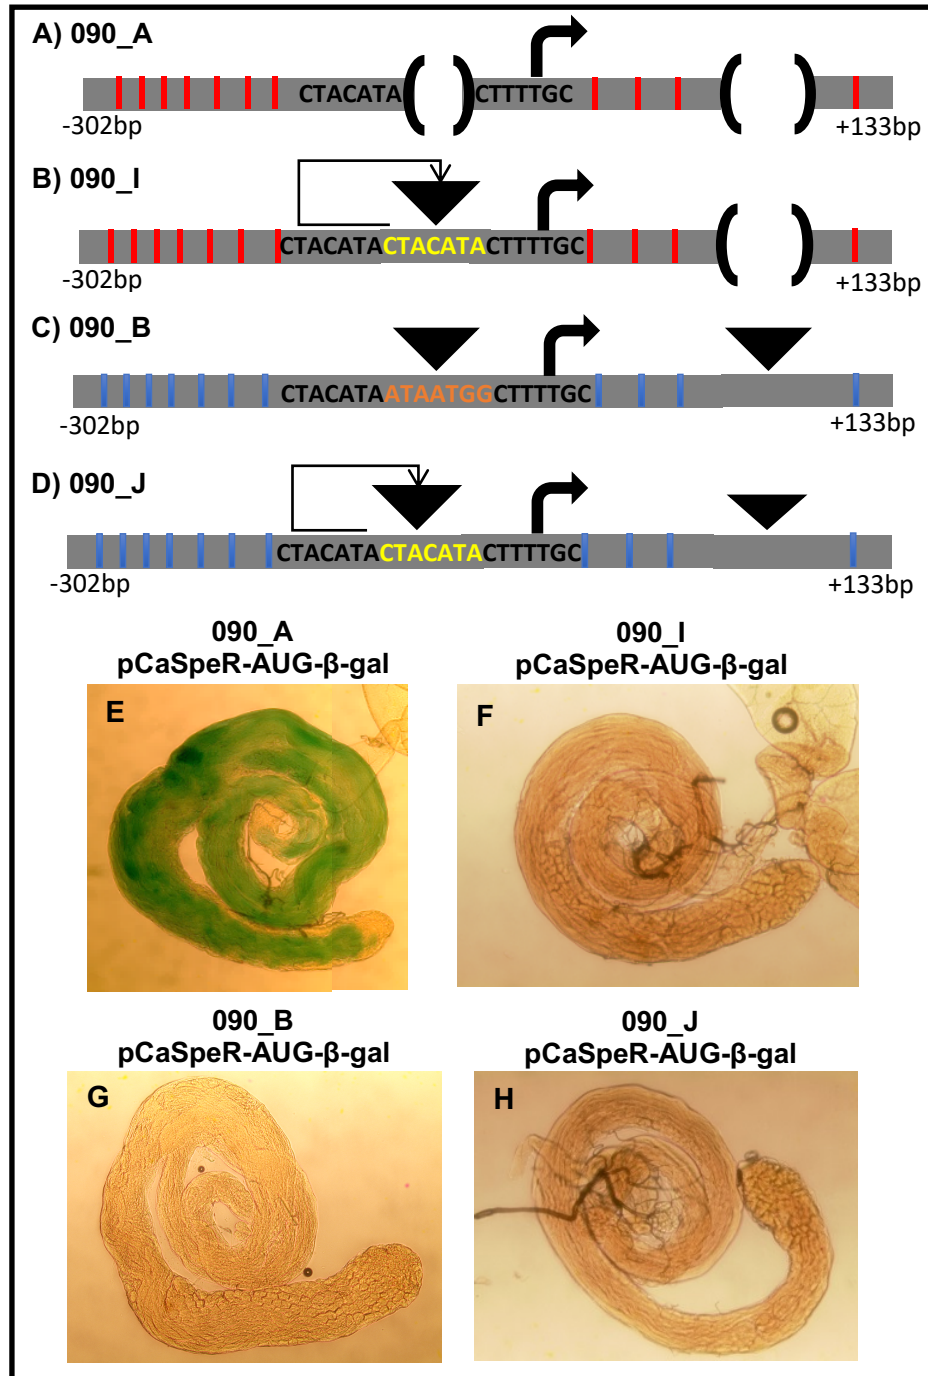 A) 090_A
CTACATA CTTTTGC
-302bp +133bp
B) 090_I
CTACATACTACATACTTTTGC
-302bp +133bp
C) 090_B
CTACATAATAATGGCTTTTGC
-302bp +133bp
D) 090_J
CTACATACTACATACTTTTGC
-302bp +133bp
090_A
pCaSpeR-AUG-β-gal
090_I
pCaSpeR-AUG-β-gal
E
F
090_B
pCaSpeR-AUG-β-gal
090_J
pCaSpeR-AUG-β-gal
G
H